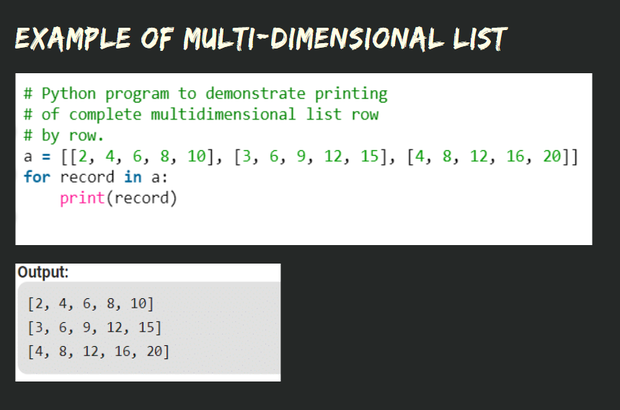 EXAMPLE OF MULTI-DIMENSIONAL LIST
# Python program to demonstrate printing
# of complete multidimensional list row
# by row.
a = [[2, 4, 6, 8, 10], [3, 6, 9, 12, 15], [4, 8, 12, 16, 20]]
for record in a:
    print(record)
Output:
[2, 4, 6, 8, 10]
[3, 6, 9, 12, 15]
[4, 8, 12, 16, 20]